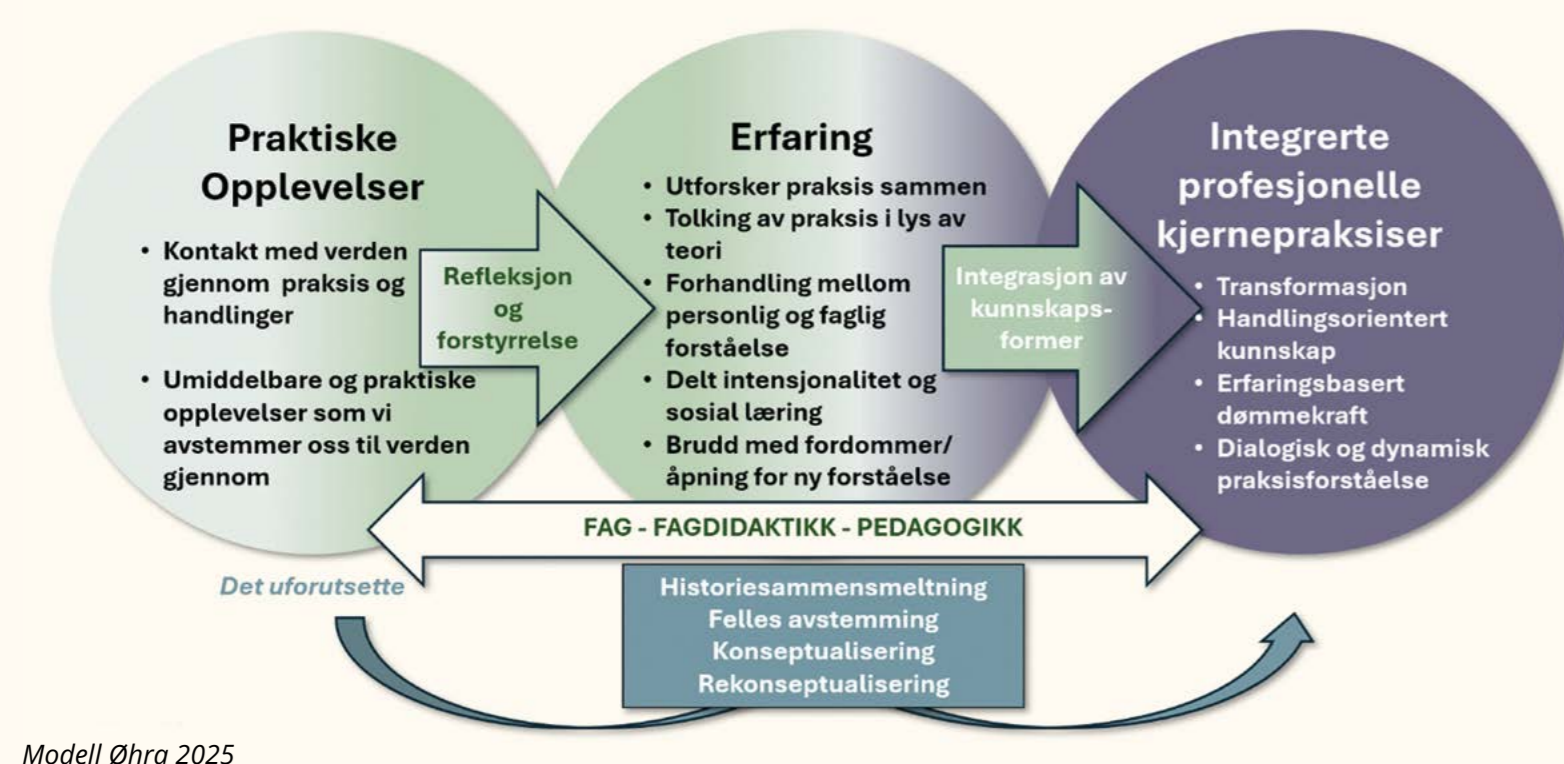 Praktiske
Opplevelser
• Kontakt med verden
gjennom praksis og
handlinger
• Umiddelbare og praktiske
opplevelser som vi
avstemmer oss til verden
gjennom
Refleksjon
og
forstyrrelse
Erfaring
• Utforsker praksis sammen
• Tolking av praksis i lys av
teori
• Forhandling mellom
personlig og faglig
forståelse
• Delt intensjonalitet og
sosial læring
• Brudd med fordommer/
åpning for ny forståelse
Integrasjon av
kunnskaps-
former
Integrerte
profesjonelle
kjernepraksiser
• Transformasjon
• Handlingsorientert
kunnskap
• Erfaringsbasert
dømmekraft
• Dialogisk og dynamisk
praksisforståelse
FAG - FAGDIDAKTIKK - PEDAGOGIKK
Det uforutsette
Historiesammensmeltning
Felles avstemming
Konseptualisering
Rekonseptualisering
Modell Øhra 2025